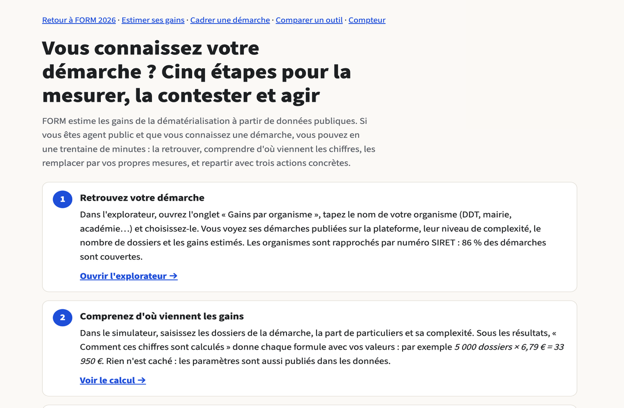 Retour à FORM 2026 · Estimer ses gains · Cadrer une démarche · Comparer un outil · Compteur
Vous connaissez votre
démarche ? Cinq étapes pour la
mesurer, la contester et agir
FORM estime les gains de la dématérialisation à partir de données publiques. Si
vous êtes agent public et que vous connaissez une démarche, vous pouvez en
une trentaine de minutes : la retrouver, comprendre d'où viennent les chiffres, les
remplacer par vos propres mesures, et repartir avec trois actions concrètes.
1
Retrouvez votre démarche
Dans l'explorateur, ouvrez l'onglet « Gains par organisme », tapez le nom de votre organisme (DDT, mairie,
académie…) et choisissez-le. Vous voyez ses démarches publiées sur la plateforme, leur niveau de complexité, le
nombre de dossiers et les gains estimés. Les organismes sont rapprochés par numéro SIRET : 86 % des démarches
sont couvertes.
Ouvrir l'explorateur →
2
Comprenez d'où viennent les gains
Dans le simulateur, saisissez les dossiers de la démarche, la part de particuliers et sa complexité. Sous les résultats, «
Comment ces chiffres sont calculés » donne chaque formule avec vos valeurs : par exemple 5 000 dossiers × 6,79 € = 33
950 €. Rien n'est caché : les paramètres sont aussi publiés dans les données.
Voir le calcul →